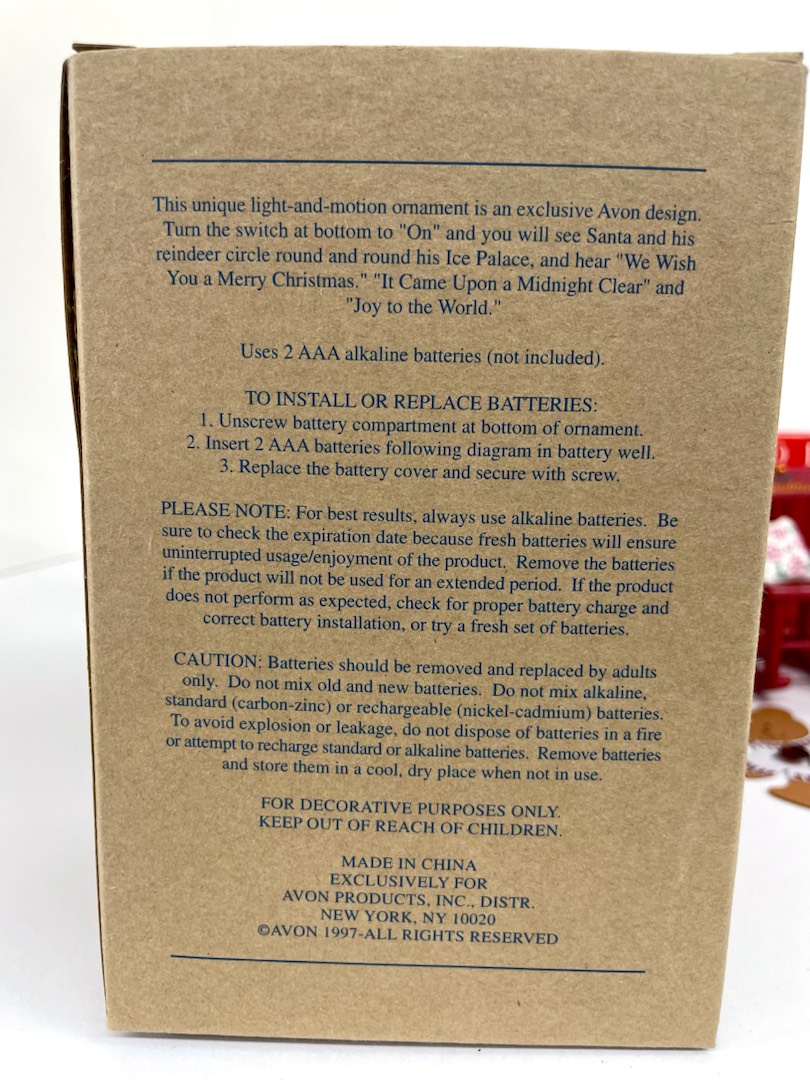 This unique light-and-motion ornament is an exclusive Avon design.
Turn the switch at bottom to "On" and you will see Santa and his
reindeer circle round and round his Ice Palace, and hear "We Wish
You a Merry Christmas." "It Came Upon a Midnight Clear" and
"Joy to the World."
Uses 2 AAA alkaline batteries (not included).
TO INSTALL OR REPLACE BATTERIES:
1. Unscrew battery compartment at bottom of ornament.
2. Insert 2 AAA batteries following diagram in battery well.
3. Replace the battery cover and secure with screw.
PLEASE NOTE: For best results, always use alkaline batteries. Be
sure to check the expiration date because fresh batteries will ensure
uninterrupted usage/enjoyment of the product. Remove the batteries
if the product will not be used for an extended period. If the product
does not perform as expected, check for proper battery charge and
correct battery installation, or try a fresh set of batteries.
CAUTION: Batteries should be removed and replaced by adults
only. Do not mix old and new batteries. Do not mix alkaline,
standard (carbon-zinc) or rechargeable (nickel-cadmium) batteries.
To avoid explosion or leakage, do not dispose of batteries in a fire
or attempt to recharge standard or alkaline batteries. Remove batteries
and store them in a cool, dry place when not in use.
FOR DECORATIVE PURPOSES ONLY.
KEEP OUT OF REACH OF CHILDREN.
MADE IN CHINA
EXCLUSIVELY FOR
AVON PRODUCTS, INC., DISTR.
NEW YORK, NY 10020
©AVON 1997-ALL RIGHTS RESERVED